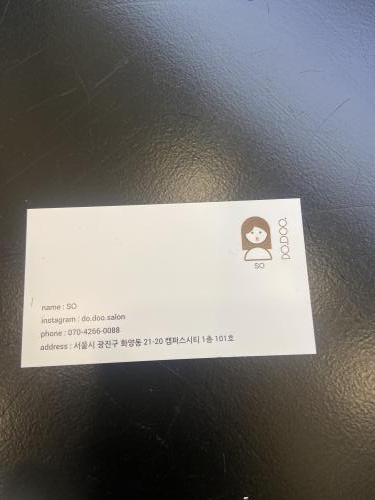 DO.DOO.
SO
name : SO
instagram : do.doo.salon
phone : 070-4266-0088
address : 서울시 광진구 화양동 21-20 캠퍼스시티 1층 101호